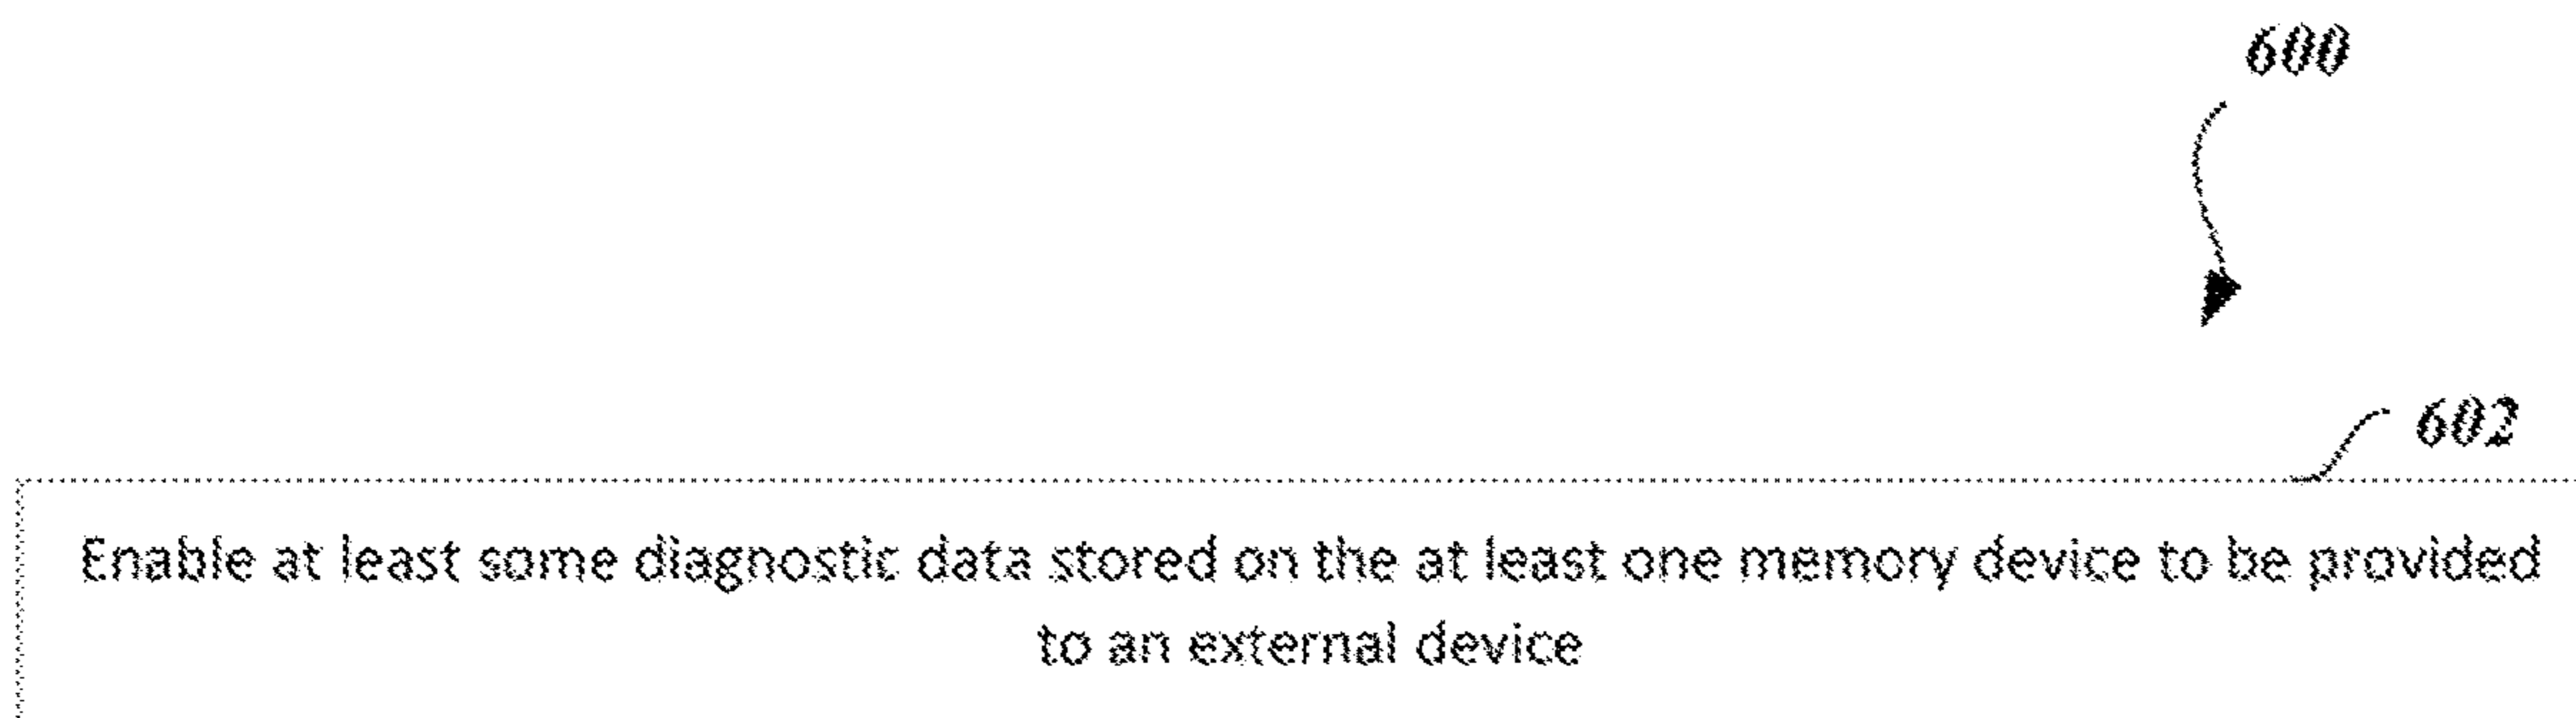 600
602
Enable at least some diagnostic data stored on the at least one memory device to be provided
to an external device